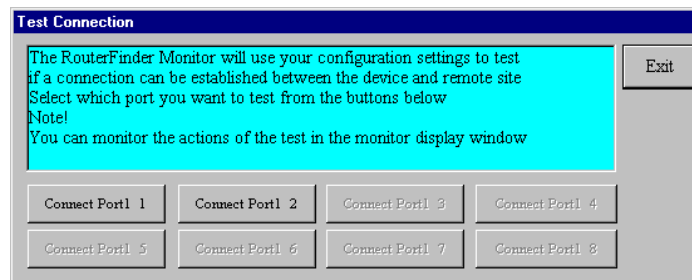 Test Connection
The RouterFinder Monitor will use your configuration settings to test
if a connection can be established between the device and remote site
Select which port you want to test from the buttons below
Note!
You can monitor the actions of the test in the monitor display window
Exit
Connect Port1 1
Connect Port1 2
Connect Port1 3
Connect Port1 4
Connect Port1 5
Connect Port1 6
Connect Port1 7
Connect Port1 8